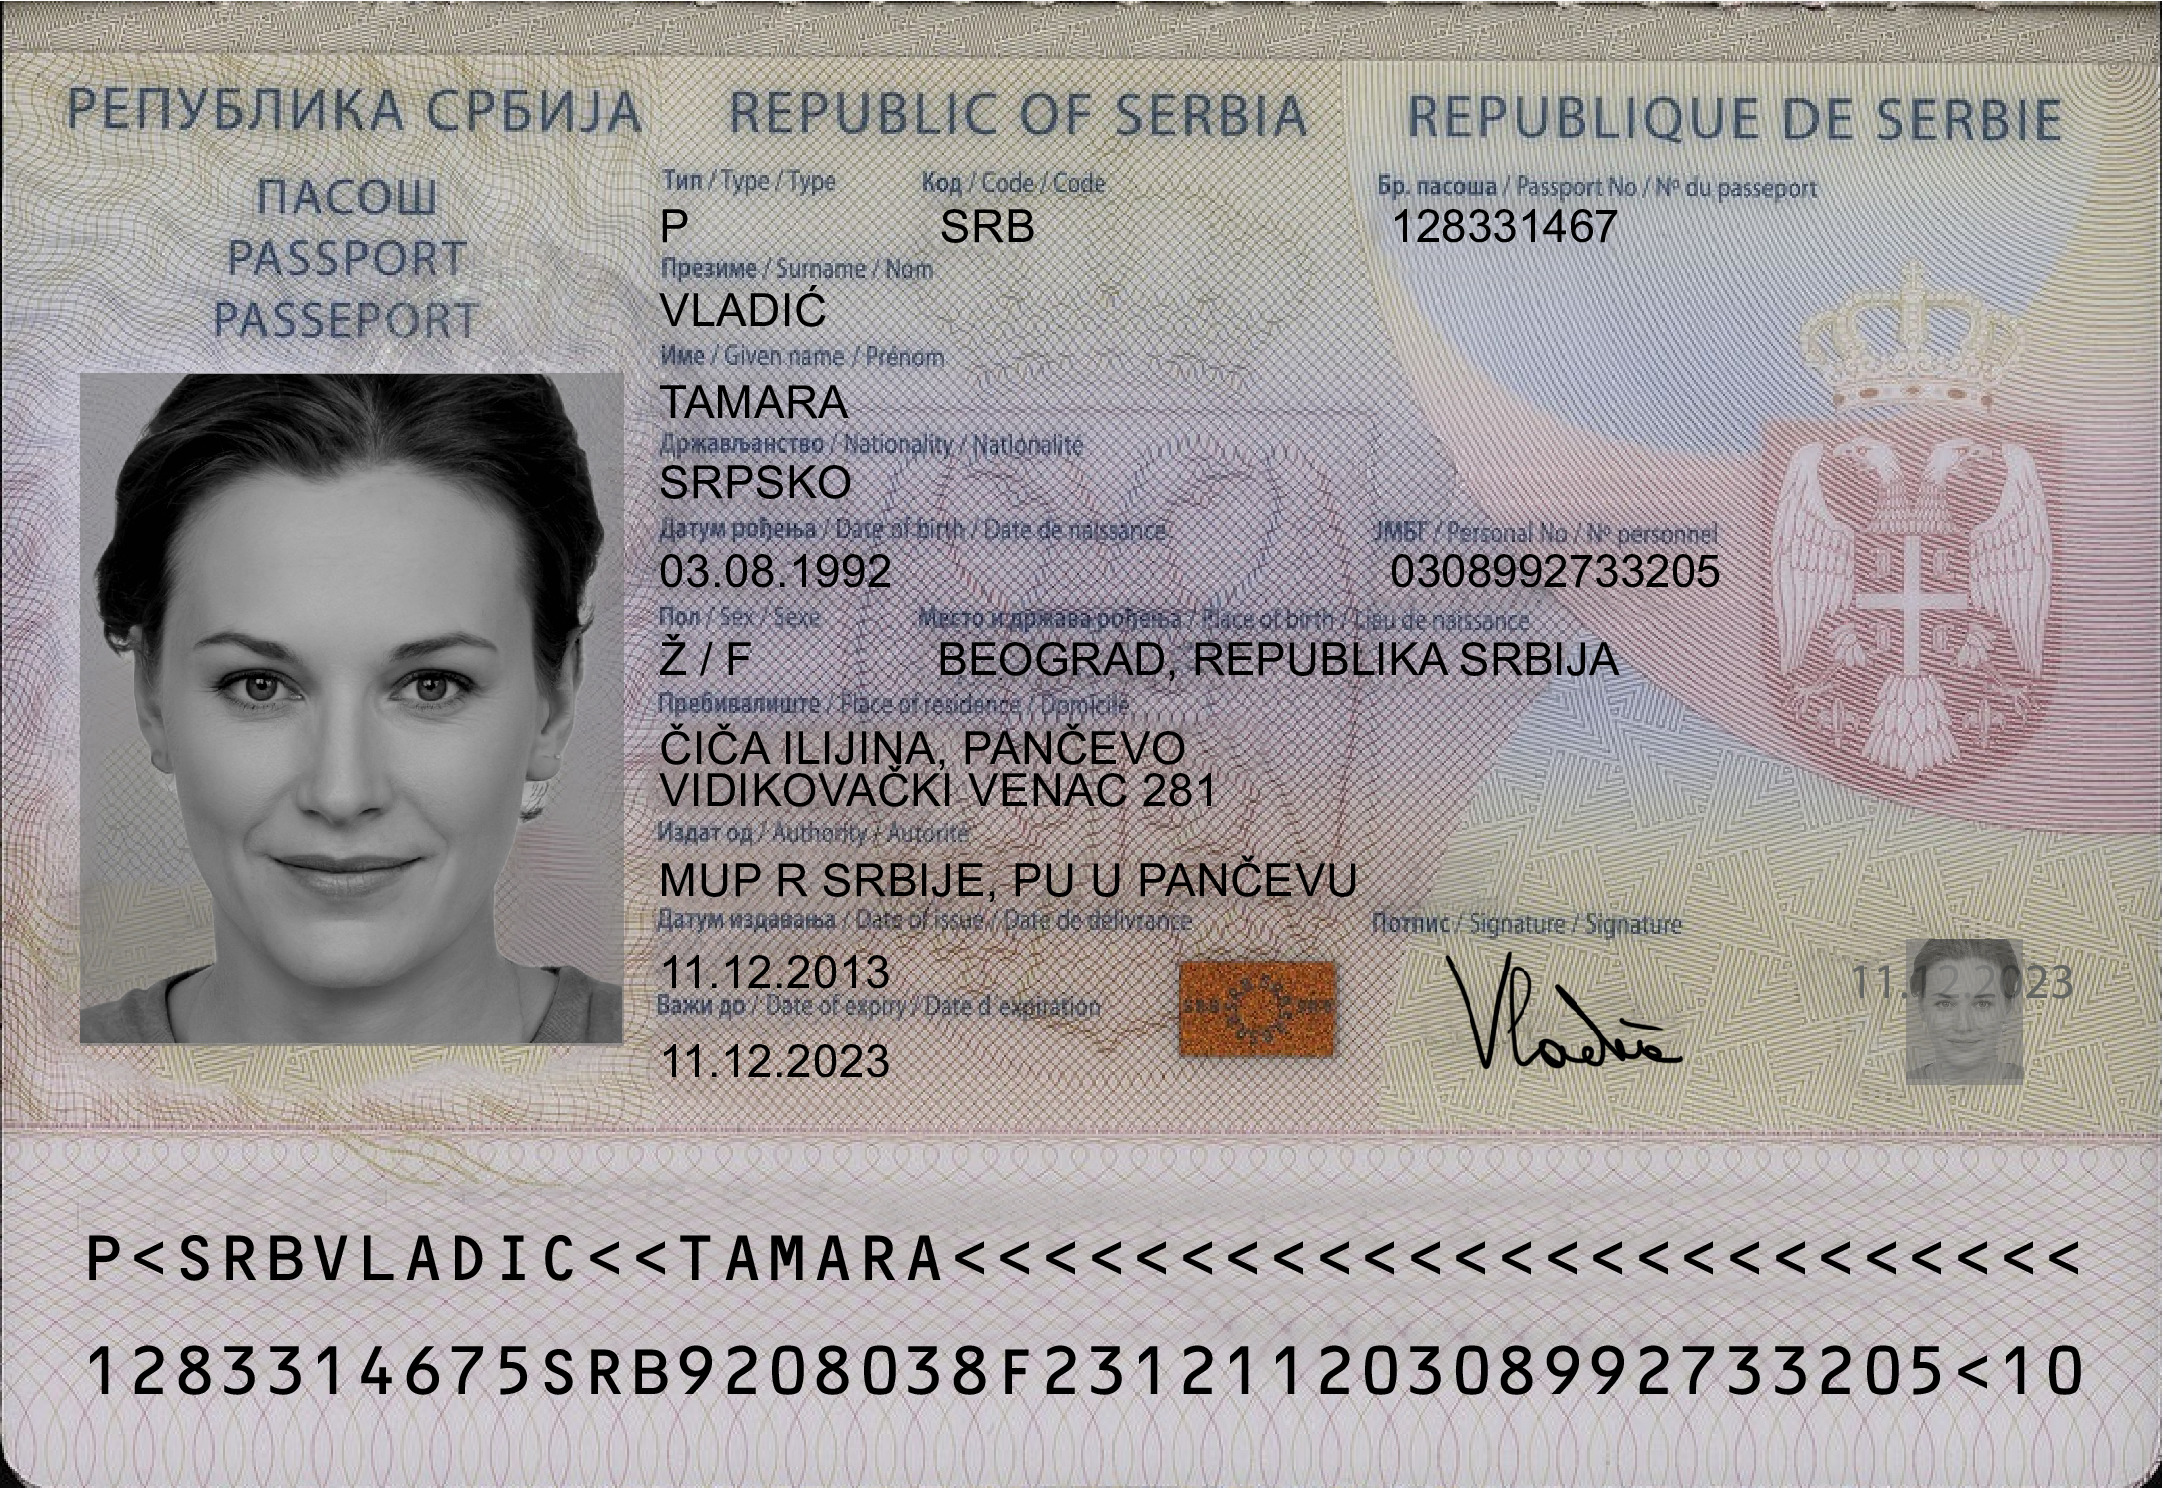 РЕПУБЛИКА СРБИЈА REPUBLIC OF SERBIA REPUBLIQUE DE SERBIE
ПАСОШ
PASSPORT
PASSEPORT
Тип / Type / Type Код / Code / Code Бр. пасоша / Passport No / Nº du passeport
P SRB 128331467
Презиме / Surname / Nom
VLADIĆ
Име / Given name / Prénom
TAMARA
Држављанство / Nationality / Nationalité
SRPSKO
Датум рођења / Date of birth / Date de naissance ЈМБГ / Personal No / Nº personnel
03.08.1992 0308992733205
Пол / Sex / Sexe Место и држава рођења / Place of birth / Lieu de naissance
Ž / F BEOGRAD, REPUBLIKA SRBIJA
Пребивалиште / Place of residence / Domicile
ČIČA ILIJINA, PANČEVO
VIDIKOVAČKI VENAC 281
Издат од / Authority / Autorité
MUP R SRBIJE, PU U PANČEVU
Датум издавања / Date of issue / Date de délivrance Потпис / Signature / Signature
11.12.2013
Важи до / Date of expiry / Date d expiration
11.12.2023
Vladić
11.12.2023
P<SRBVLADIC<<TAMARA<<<<<<<<<<<<<<<<<<<<<<<<<
1283314675SRB9208038F2312112030899273320​5<10